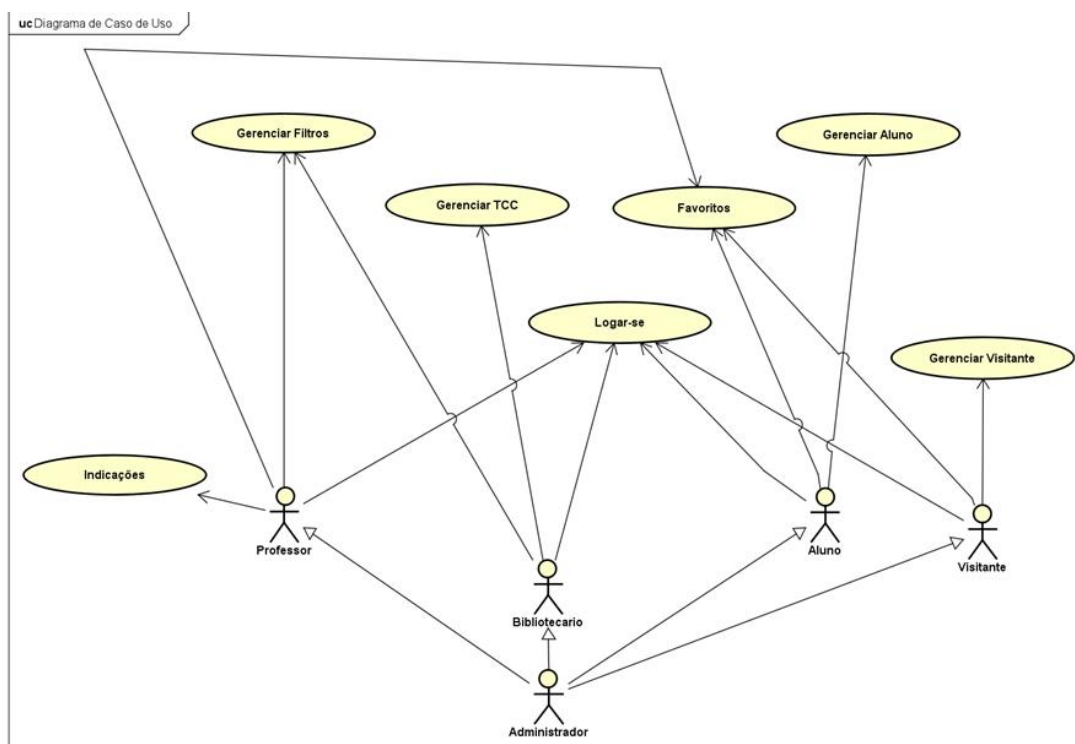 uc Diagrama de Caso de Uso
Gerenciar Filtros
Gerenciar Aluno
Gerenciar TCC
Favoritos
Logar-se
Gerenciar Visitante
Indicações
Professor
Aluno
Visitante
Bibliotecario
Administrador